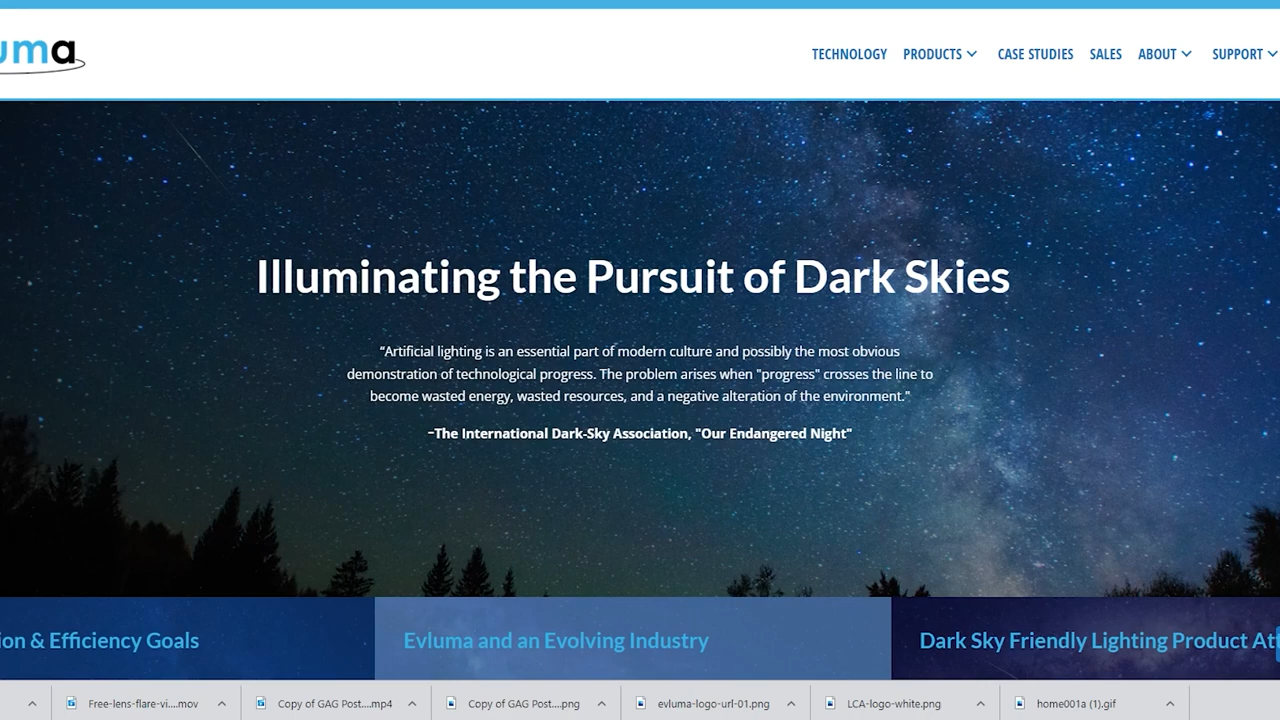 uma
TECHNOLOGY PRODUCTS CASE STUDIES SALES ABOUT SUPPORT
Illuminating the Pursuit of Dark Skies
“Artificial lighting is an essential part of modern culture and possibly the most obvious
demonstration of technological progress. The problem arises when "progress" crosses the line to
become wasted energy, wasted resources, and a negative alteration of the environment."
–The International Dark-Sky Association, "Our Endangered Night"
ion & Efficiency Goals
Evluma and an Evolving Industry
Dark Sky Friendly Lighting Product Att
Free-lens-flare-vi....mov
Copy of GAG Post....mp4
Copy of GAG Post....png
evluma-logo-url-01.png
LCA-logo-white.png
home001a (1).gif